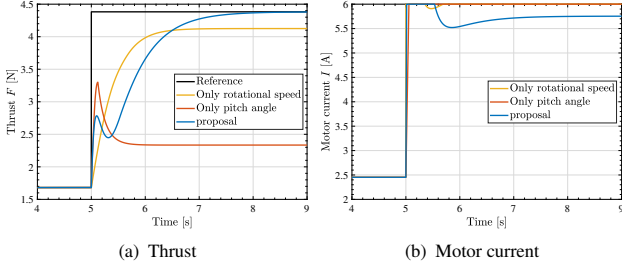 4.5
4
3.5
3
2.5
2
1.5
Thrust F [N]
Reference
Only rotational speed
Only pitch angle
proposal
4 5 6 7 8 9
Time [s]
(a) Thrust
6
5.5
5
4.5
4
3.5
3
2.5
2
Motor current I [A]
Only rotational speed
Only pitch angle
proposal
4 5 6 7 8 9
Time [s]
(b) Motor current